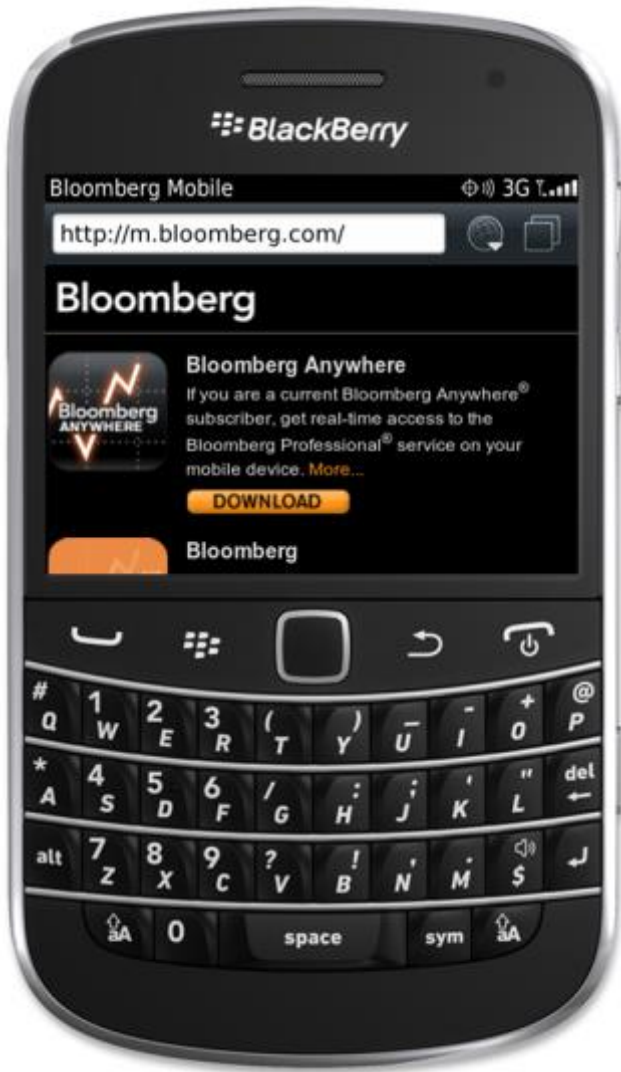 BlackBerry
Bloomberg Mobile 3G
http://m.bloomberg.com/
Bloomberg
Bloomberg Anywhere
If you are a current Bloomberg Anywhere®
subscriber, get real-time access to the
Bloomberg Professional® service on your
mobile device. More...
DOWNLOAD
Bloomberg
Bloomberg
ANYWHERE
# 1 2 3 ( ) _ - + @
Q W E R T Y U I O P
* 4 5 6 / : ; ' " del
A S D F G H J K L
alt 7 8 9 ? ! , . $
Z X C V B N M
aA 0 space sym aA